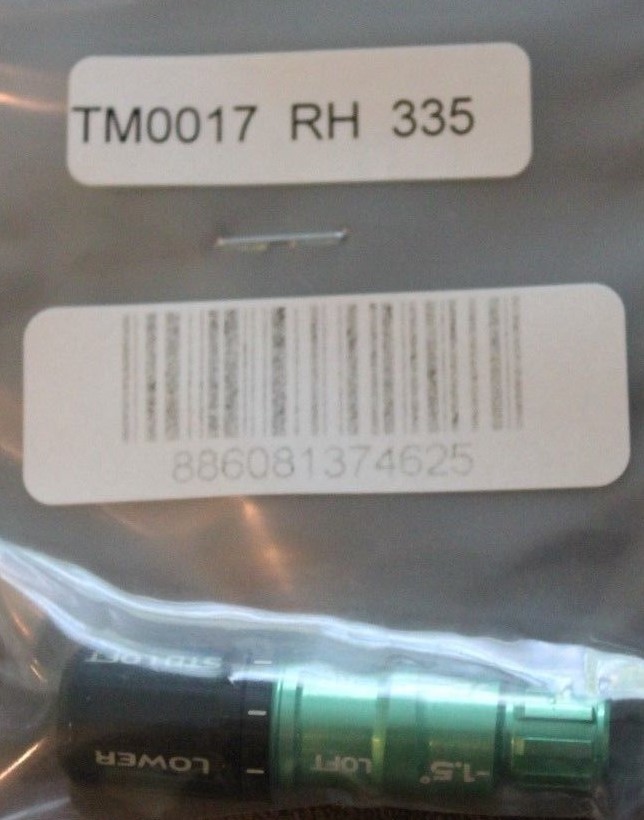 TM0017 RH 335
886081374625
STD LOFT
LOWER
LOFT
-1.5°